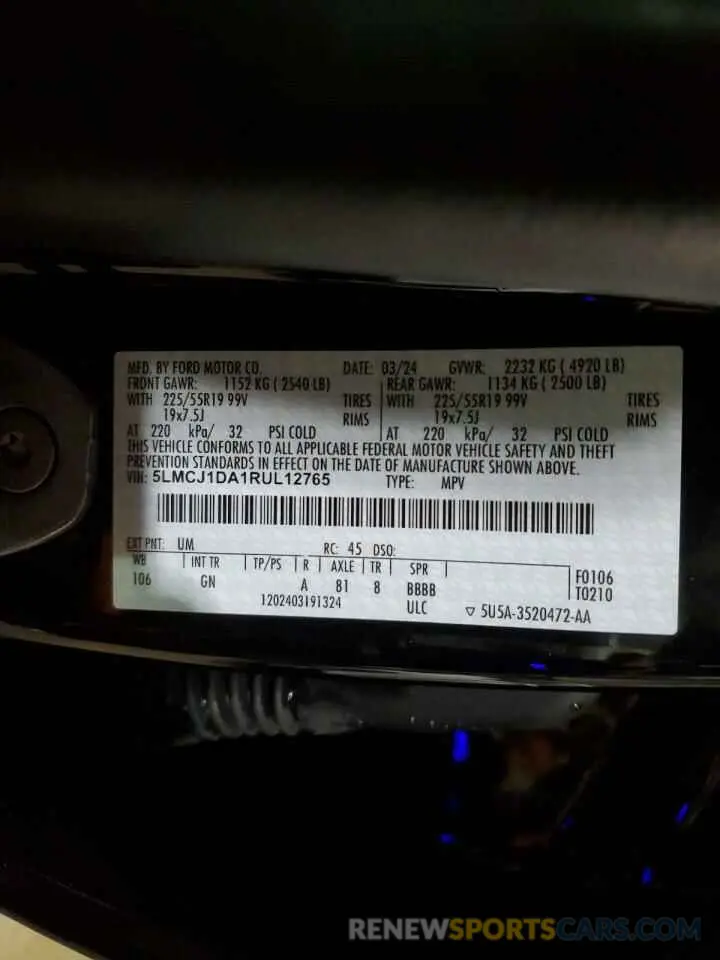 MFD. BY FORD MOTOR CO. DATE: 03/24 GVWR: 2232 KG ( 4920 LB)
FRONT GAWR: 1152 KG ( 2540 LB) REAR GAWR: 1134 KG ( 2500 LB)
WITH 225/55R19 99V TIRES WITH 225/55R19 99V TIRES
19x7.5J RIMS 19x7.5J RIMS
AT 220 kPa/ 32 PSI COLD AT 220 kPa/ 32 PSI COLD
THIS VEHICLE CONFORMS TO ALL APPLICABLE FEDERAL MOTOR VEHICLE SAFETY AND THEFT
PREVENTION STANDARDS IN EFFECT ON THE DATE OF MANUFACTURE SHOWN ABOVE.
VIN: 5LMCJ1DA1RUL12765 TYPE: MPV
EXT PNT: UM RC: 45 DSO:
WB INT TR TP/PS R AXLE TR SPR F0106
106 GN A 81 8 BBBB T0210
1202403191324 ULC 5U5A-3520472-AA
RENEWSPORTSCARS.COM